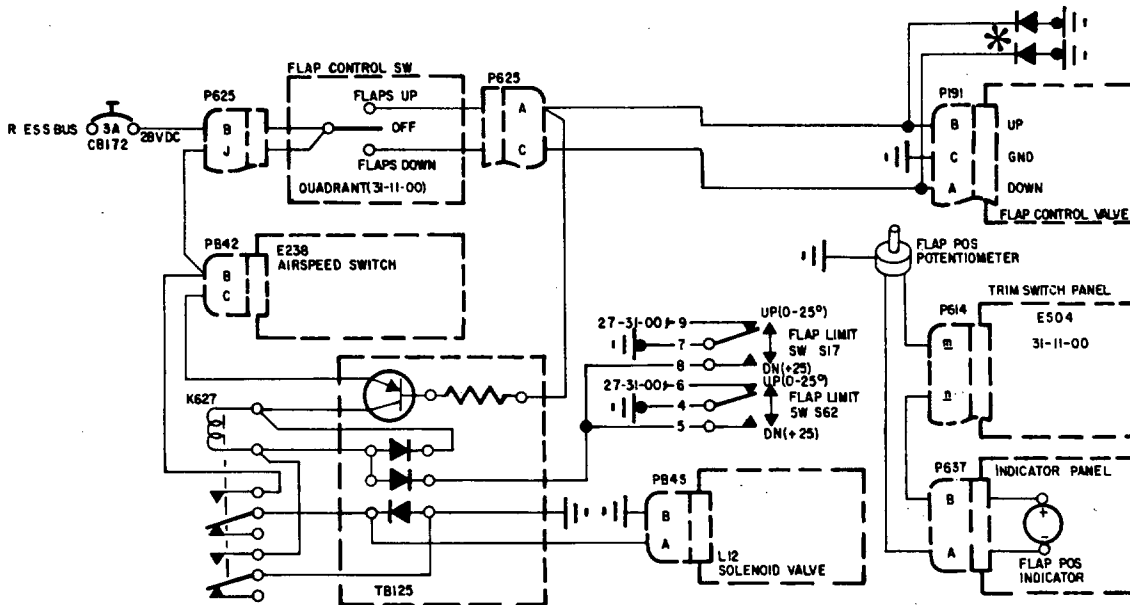 FLAP CONTROL SW
P625
FLAPS UP
P625
R ESS BUS
3A
28VDC
CB172
B
J
OFF
FLAPS DOWN
QUADRANT (31-11-00)
A
C
*
P191
B UP
C GND
A DOWN
FLAP CONTROL VALVE
PB42
B
C
E238
AIRSPEED SWITCH
FLAP POS
POTENTIOMETER
TRIM SWITCH PANEL
P614
E504
31-11-00
m
n
27-31-00 9
7
8
UP(0-25°)
FLAP LIMIT
SW S17
DN(+25)
27-31-00 6
4
5
UP(0-25°)
FLAP LIMIT
SW S62
DN(+25)
K627
TB125
PB45
B
A
L12
SOLENOID VALVE
P637
INDICATOR PANEL
B
A
+
-
FLAP POS
INDICATOR